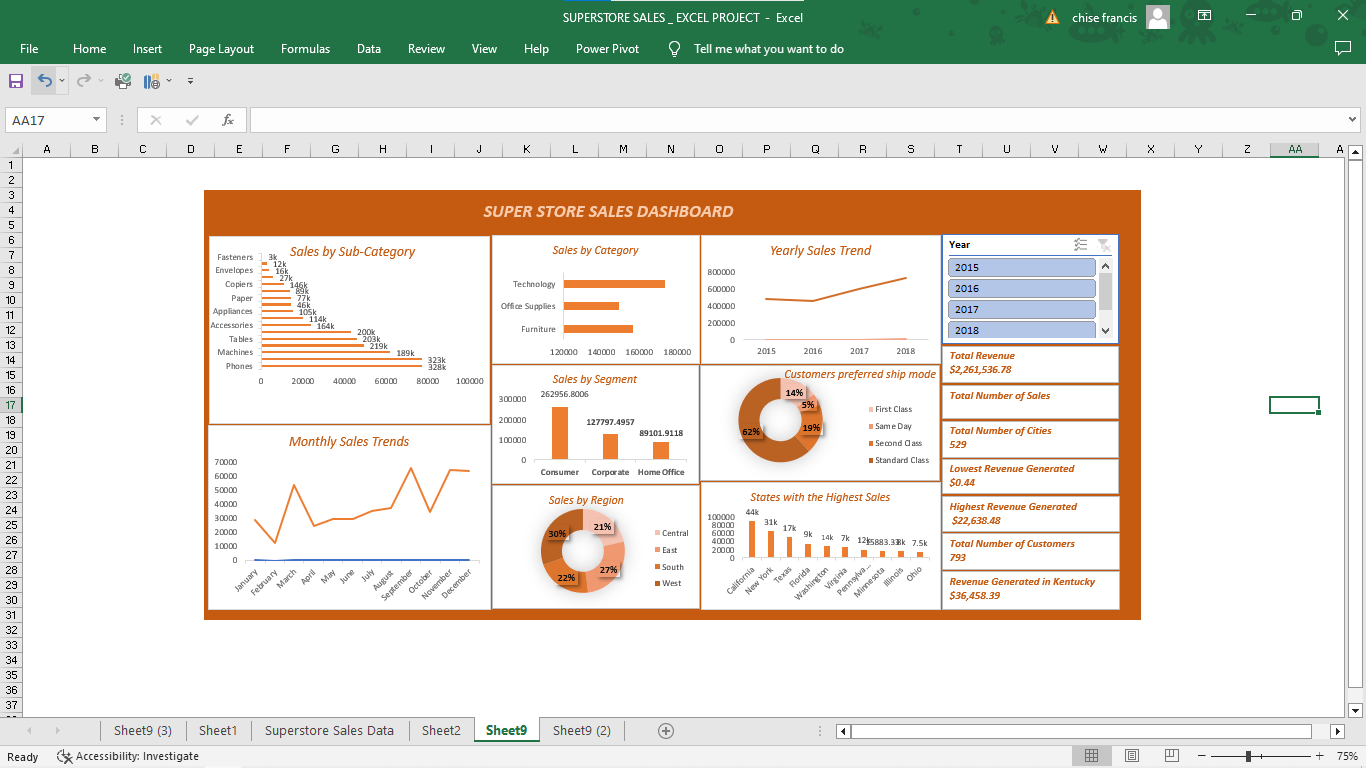 SUPERSTORE SALES _ EXCEL PROJECT - Excel
chise francis
File Home Insert Page Layout Formulas Data Review View Help Power Pivot Tell me what you want to do
AA17
fx
A B C D E F G H I J K L M N O P Q R S T U V W X Y Z AA A
1
2
3
4
5
6
7
8
9
10
11
12
13
14
15
16
17
18
19
20
21
22
23
24
25
26
27
28
29
30
31
32
33
34
35
36
37
SUPER STORE SALES DASHBOARD
Sales by Sub-Category
Fasteners 3k
12k
Envelopes 16k
27k
Copiers 146k
89k
Paper 77k
46k
Appliances 105k
114k
Accessories 164k
200k
Tables 203k
219k
Machines 189k
323k
Phones 328k
0 20000 40000 60000 80000 100000
Monthly Sales Trends
70000
60000
50000
40000
30000
20000
10000
0
January February March April May June July August September October November December
Sales by Category
Technology
Office Supplies
Furniture
120000 140000 160000 180000
Sales by Segment
262956.8006
300000
200000
100000
0
127797.4957
89101.9118
Consumer Corporate Home Office
Sales by Region
30% 21%
22% 27%
Central
East
South
West
Yearly Sales Trend
800000
600000
400000
200000
0
2015 2016 2017 2018
Customers preferred ship mode
14%
5%
19%
62%
First Class
Same Day
Second Class
Standard Class
States with the Highest Sales
100000
80000
60000
40000
20000
0
44k 31k 17k 9k 14k 7k 8k 7.5k
California New York Texas Florida Washington Virginia Pennsylva... Minnesota Illinois Ohio
Year
2015
2016
2017
2018
Total Revenue
$2,261,536.78
Total Number of Sales
Total Number of Cities
529
Lowest Revenue Generated
$0.44
Highest Revenue Generated
$22,638.48
Total Number of Customers
793
Revenue Generated in Kentucky
$36,458.39
Sheet9 (3) Sheet1 Superstore Sales Data Sheet2 Sheet9 Sheet9 (2)
Ready Accessibility: Investigate
75%